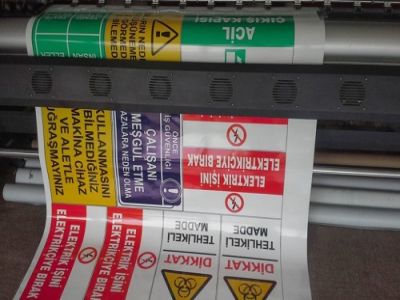 ACİL
ÇIKIŞ KAPISI
İNSAN
KULLANMASINI
BİLMEDİĞİNİZ
MAKİNA CİHAZ
VE ALETLE
UĞRAŞMAYINIZ
ÖNCE
İŞ GÜVENLİĞİ
ÇALIŞANI
MEŞGUL ETME
AZALARA NEDEN OLMA
ELEKTRİK İŞİNİ
ELEKTRİKÇİYE BIRAK
ELEKTRİK İŞİNİ
ELEKTRİKÇİYE BIRAK
ELEKTRİK İŞİNİ
ELEKTRİKÇİYE BIRAK
TEHLİKELİ
MADDE
DİKKAT
TEHLİKELİ
MADDE
DİKKAT